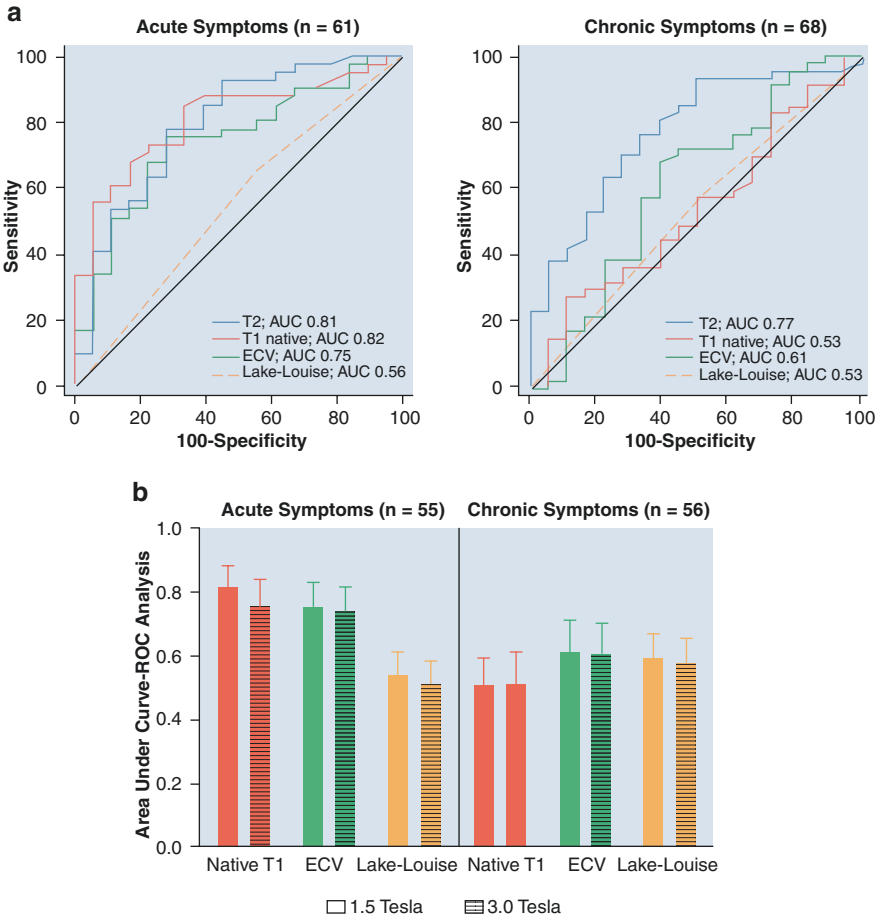 a
Acute Symptoms (n = 61)
100
80
60
40
20
0
Sensitivity
T2; AUC 0.81
T1 native; AUC 0.82
ECV; AUC 0.75
Lake-Louise; AUC 0.56
0 20 40 60 80 100
100-Specificity
Chronic Symptoms (n = 68)
100
80
60
40
20
0
Sensitivity
T2; AUC 0.77
T1 native; AUC 0.53
ECV; AUC 0.61
Lake-Louise; AUC 0.53
0 20 40 60 80 100
100-Specificity
b
Acute Symptoms (n = 55) Chronic Symptoms (n = 56)
1.0
0.8
0.6
0.4
0.2
0.0
Area Under Curve-ROC Analysis
Native T1 ECV Lake-Louise Native T1 ECV Lake-Louise
1.5 Tesla 3.0 Tesla